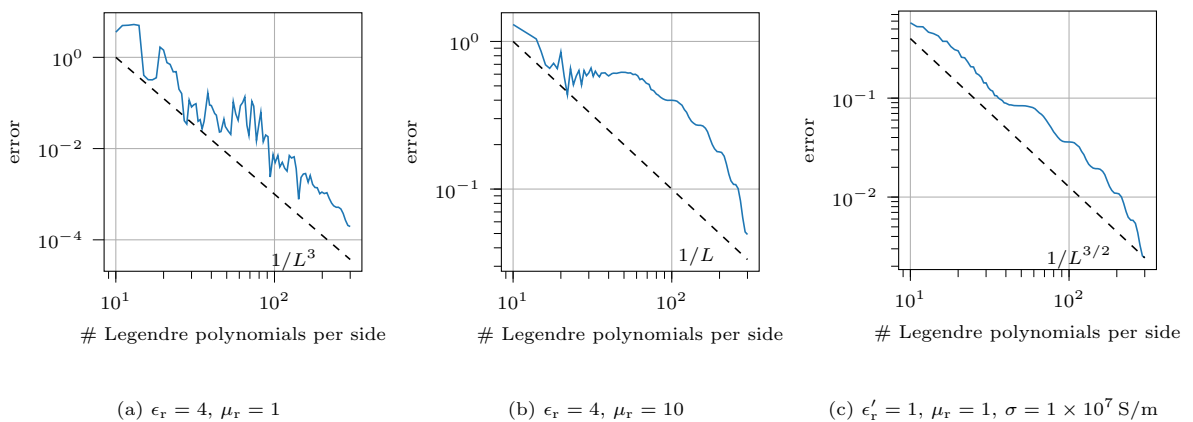 error
10^0
10^{-2}
10^{-4}
1/L^3
10^1
10^2
# Legendre polynomials per side
(a) ϵ_r = 4, μ_r = 1
error
10^0
10^{-1}
1/L
10^1
10^2
# Legendre polynomials per side
(b) ϵ_r = 4, μ_r = 10
error
10^{-1}
10^{-2}
1/L^{3/2}
10^1
10^2
# Legendre polynomials per side
(c) ϵ′_r = 1, μ_r = 1, σ = 1 × 10^7 S/m